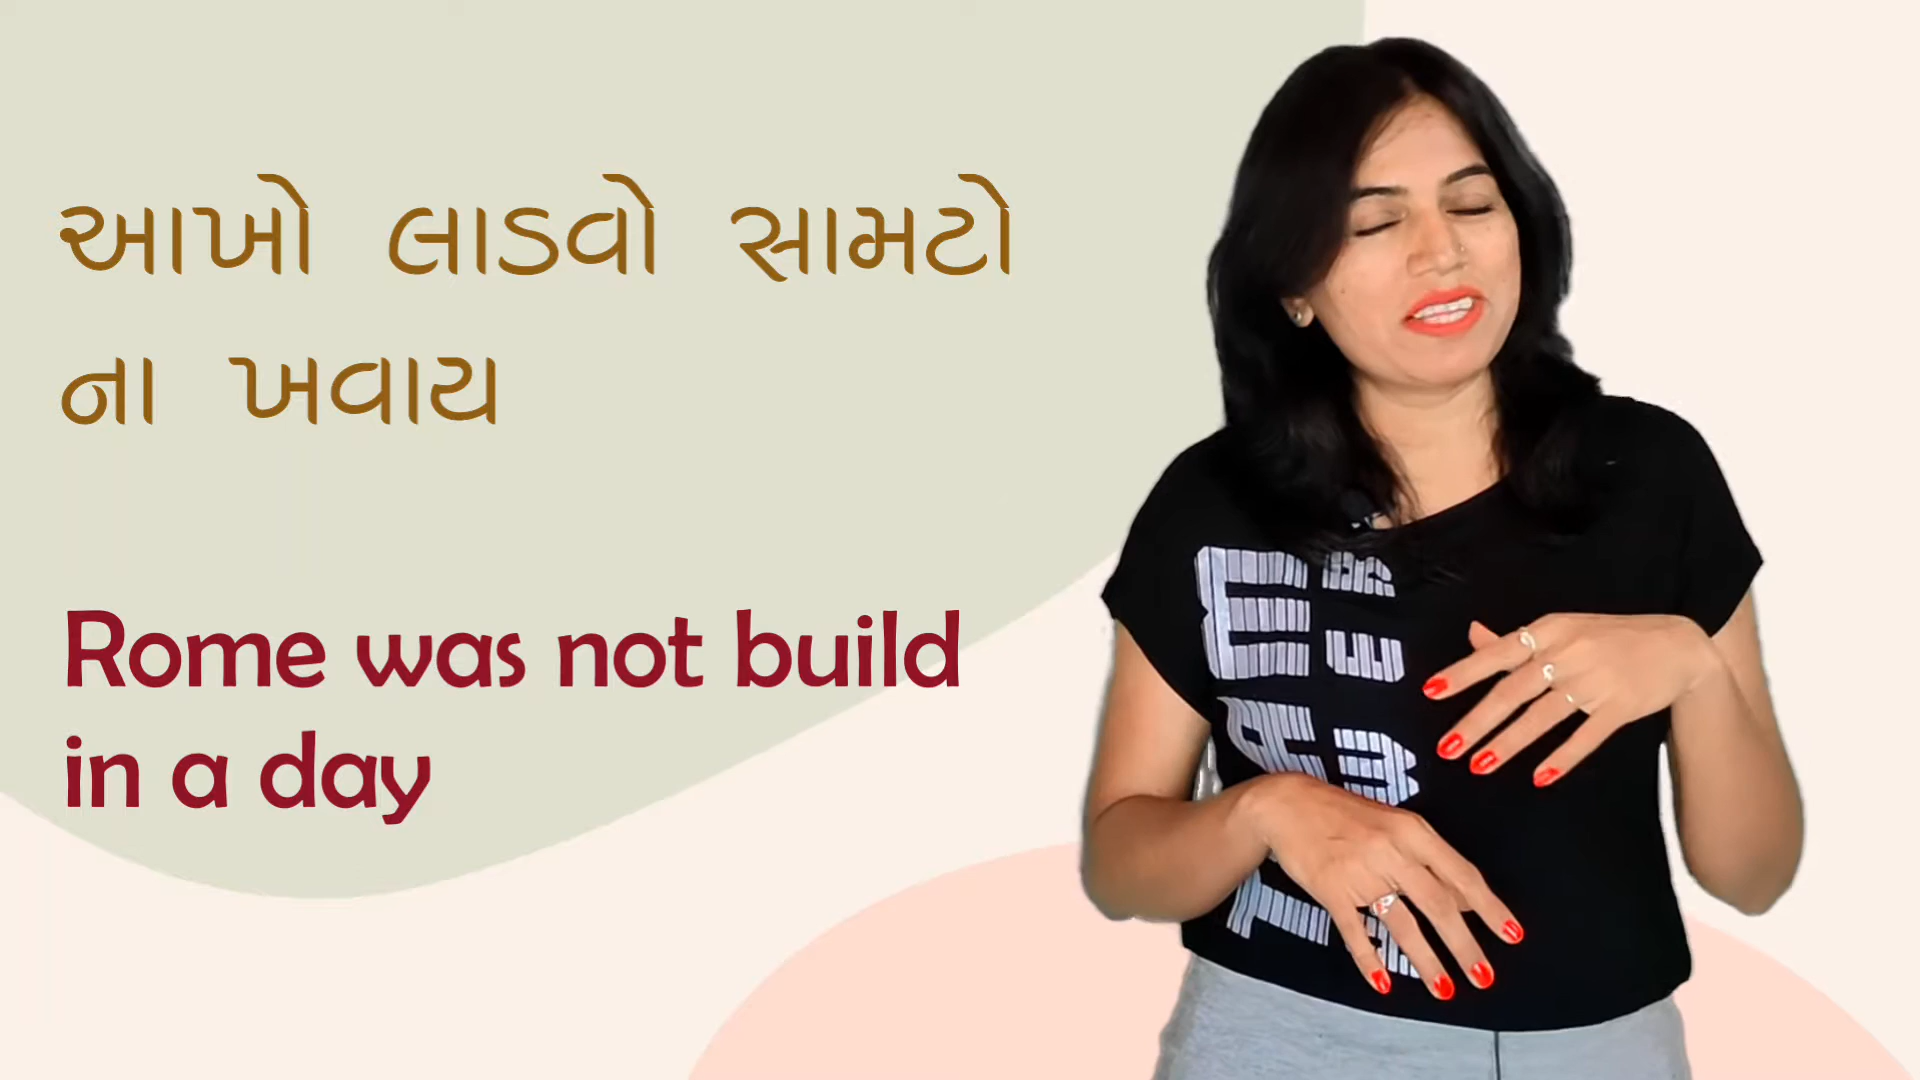 આખો લાડવો સામટો
ના ખવાય
Rome was not build
in a day